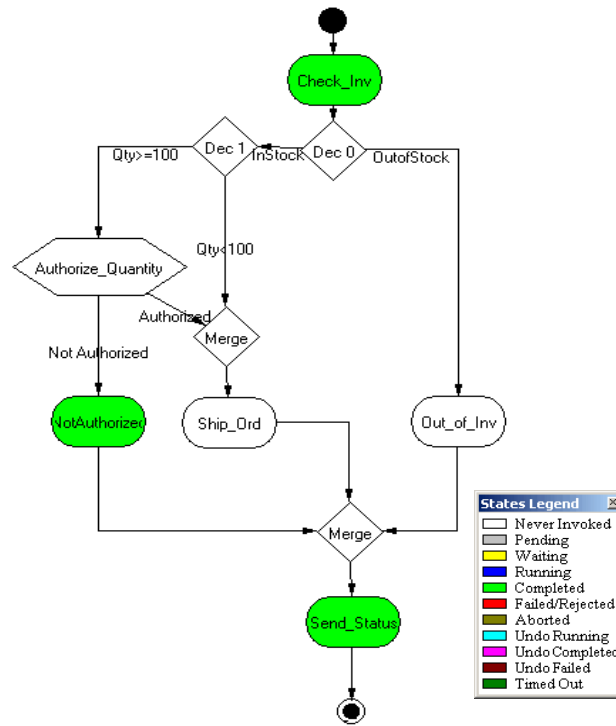 Check_Inv
Dec 1
InStock
Dec 0
OutofStock
Qty>=100
Qty<100
Authorize_Quantity
Authorized
Merge
Not Authorized
NotAuthorized
Ship_Ord
Out_of_Inv
Merge
Send_Status
States Legend
Never Invoked
Pending
Waiting
Running
Completed
Failed/Rejected
Aborted
Undo Running
Undo Completed
Undo Failed
Timed Out